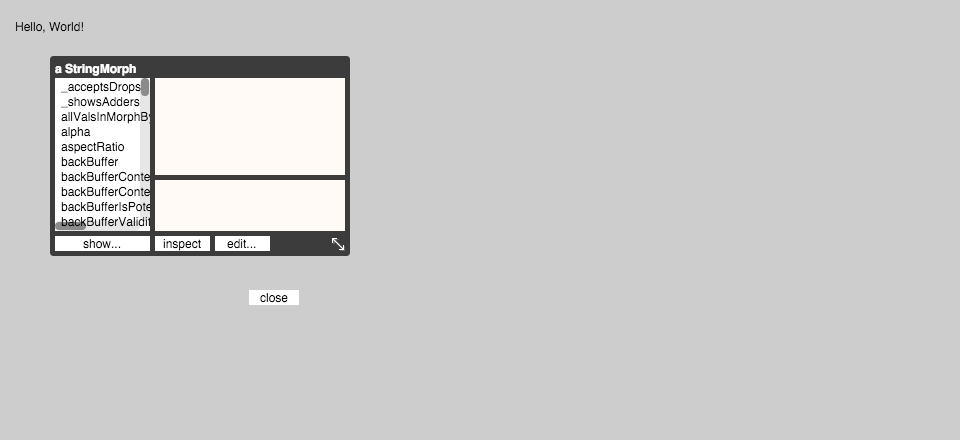 Hello, World!
a StringMorph
_acceptsDrops
_showsAdders
allValsInMorphBy
alpha
aspectRatio
backBuffer
backBufferConte
backBufferConte
backBufferIsPote
backBufferValidit
show...
inspect
edit...
close